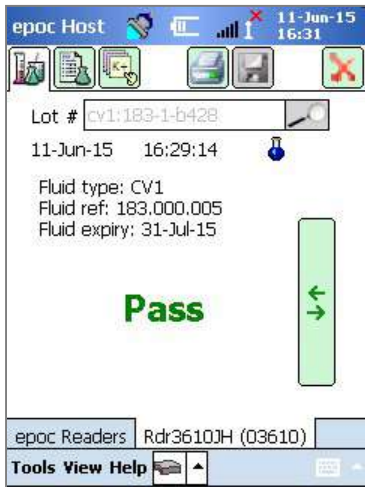 epoc Host
11-Jun-15
16:31
Lot # cv1:183-1-b428
11-Jun-15 16:29:14
Fluid type: CV1
Fluid ref: 183.000.005
Fluid expiry: 31-Jul-15
Pass
epoc Readers Rdr3610JH (03610)
Tools View Help